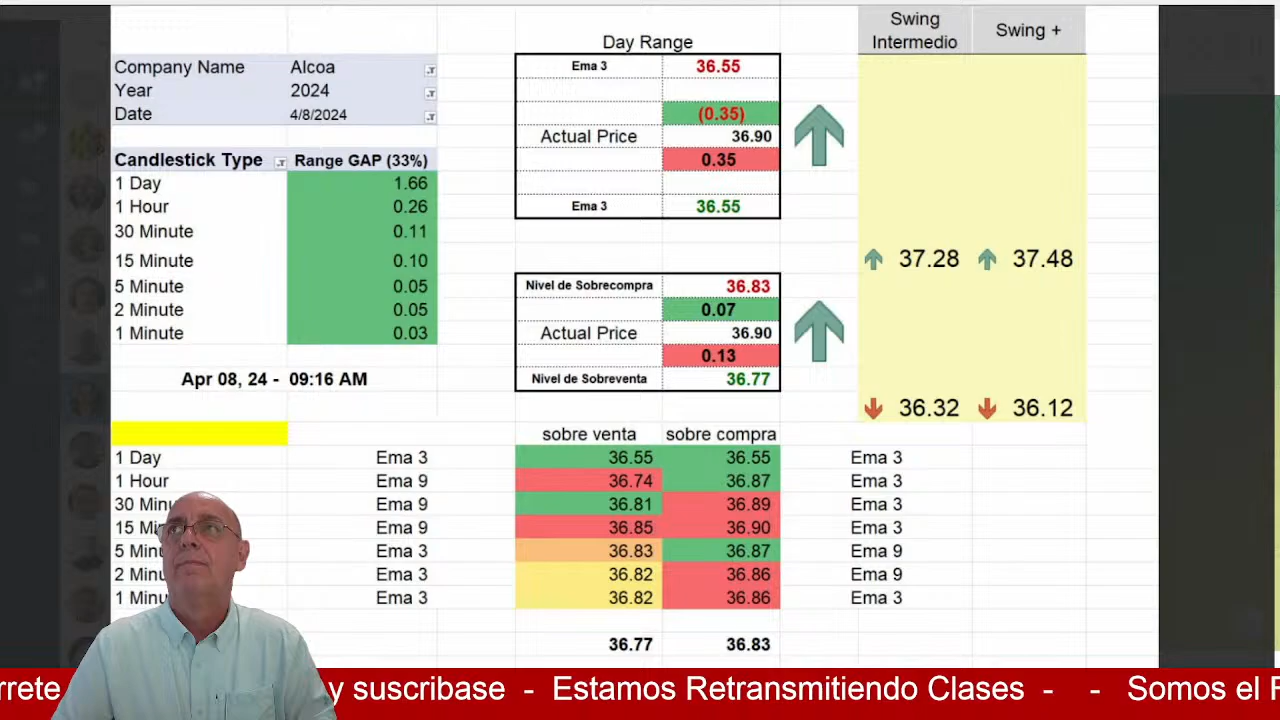 Swing Intermedio
Swing +
Day Range
Company Name Alcoa
Year 2024
Date 4/8/2024
Candlestick Type Range GAP (33%)
1 Day 1.66
1 Hour 0.26
30 Minute 0.11
15 Minute 0.10
5 Minute 0.05
2 Minute 0.05
1 Minute 0.03
Apr 08, 24 - 09:16 AM
Ema 3 36.55
(0.35)
Actual Price 36.90
0.35
Ema 3 36.55
Nivel de Sobrecompra 36.83
0.07
Actual Price 36.90
0.13
Nivel de Sobreventa 36.77
37.28 37.48
36.32 36.12
sobre venta sobre compra
1 Day Ema 3 36.55 36.55 Ema 3
1 Hour Ema 9 36.74 36.87 Ema 3
30 Ema 9 36.81 36.89 Ema 3
15 Ema 9 36.85 36.90 Ema 3
5 Ema 3 36.83 36.87 Ema 9
2 Ema 3 36.82 36.86 Ema 9
1 Ema 3 36.82 36.86 Ema 3
36.77 36.83
rrete y suscribase - Estamos Retransmitiendo Clases - - Somos el